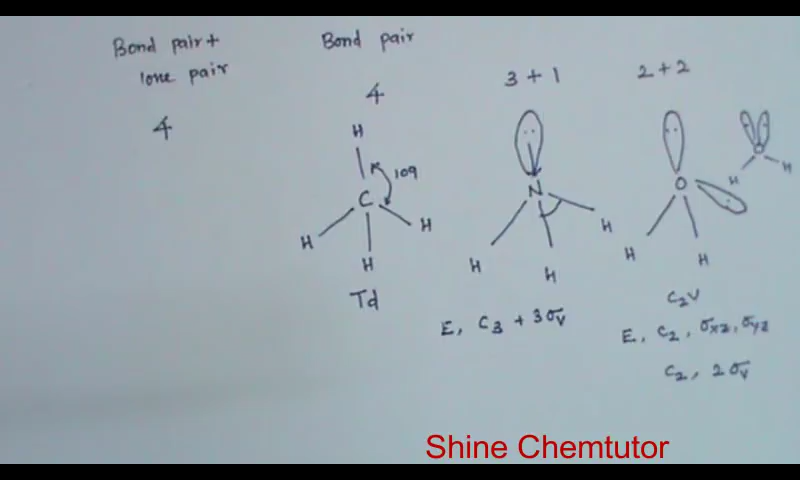 Bond pair +
lone pair
4
Bond pair
4
3 + 1
2 + 2
H
C
109
H
H
H
Td
N
H
H
H
E, C3 + 3σv
O
H
H
O
H
H
C2V
E, C2, σxz, σyz
C2, 2σv
Shine Chemtutor